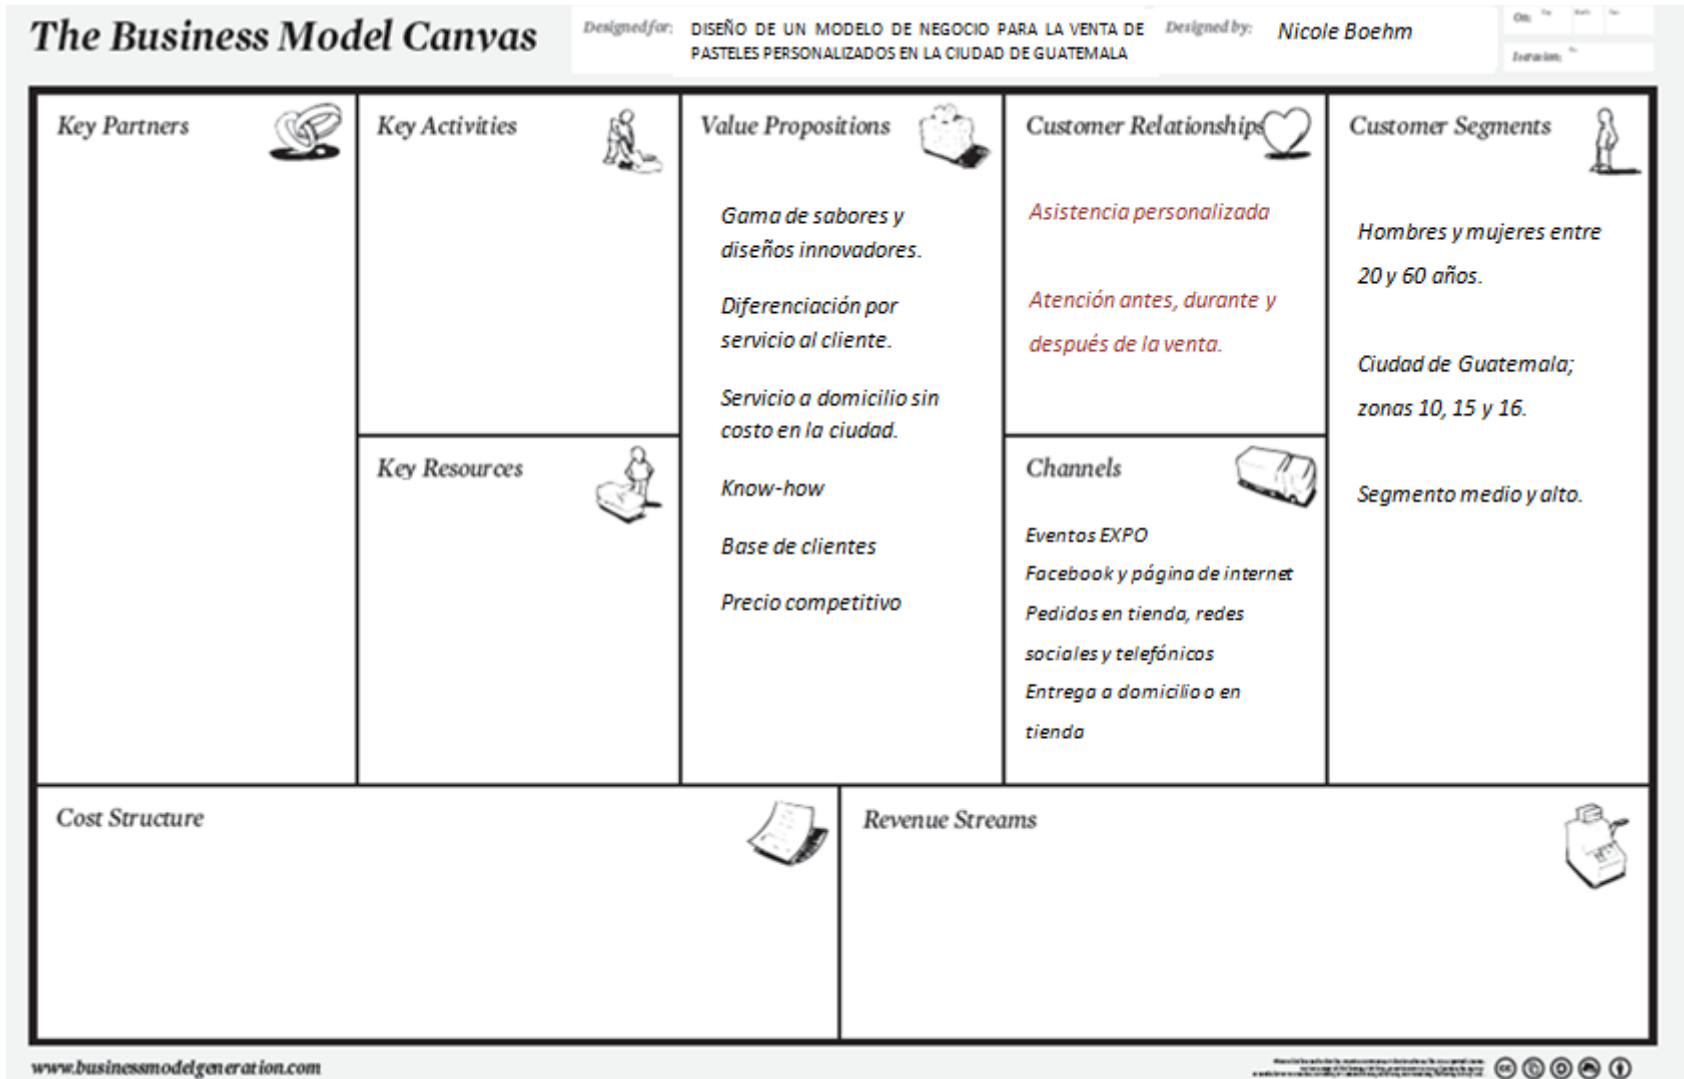 The Business Model Canvas
Designed for:
DISEÑO DE UN MODELO DE NEGOCIO PARA LA VENTA DE
PASTELES PERSONALIZADOS EN LA CIUDAD DE GUATEMALA
Designed by:
Nicole Boehm
On:
Iteration:
Key Partners
Key Activities
Key Resources
Value Propositions
Gama de sabores y
diseños innovadores.
Diferenciación por
servicio al cliente.
Servicio a domicilio sin
costo en la ciudad.
Know-how
Base de clientes
Precio competitivo
Customer Relationships
Asistencia personalizada
Atención antes, durante y
después de la venta.
Channels
Eventos EXPO
Facebook y página de internet
Pedidos en tienda, redes
sociales y telefónicos
Entrega a domicilio o en
tienda
Customer Segments
Hombres y mujeres entre
20 y 60 años.
Ciudad de Guatemala;
zonas 10, 15 y 16.
Segmento medio y alto.
Cost Structure
Revenue Streams
www.businessmodelgeneration.com